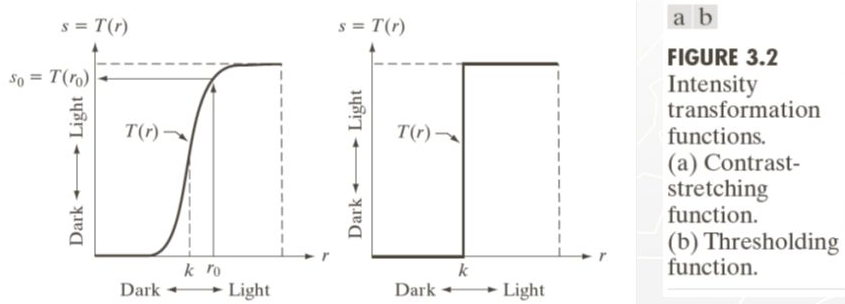 s = T(r)
s₀ = T(r₀)
T(r)
Dark Light
k r₀
r
Dark Light
s = T(r)
T(r)
Dark Light
k
r
Dark Light
a b
FIGURE 3.2
Intensity
transformation
functions.
(a) Contrast-
stretching
function.
(b) Thresholding
function.